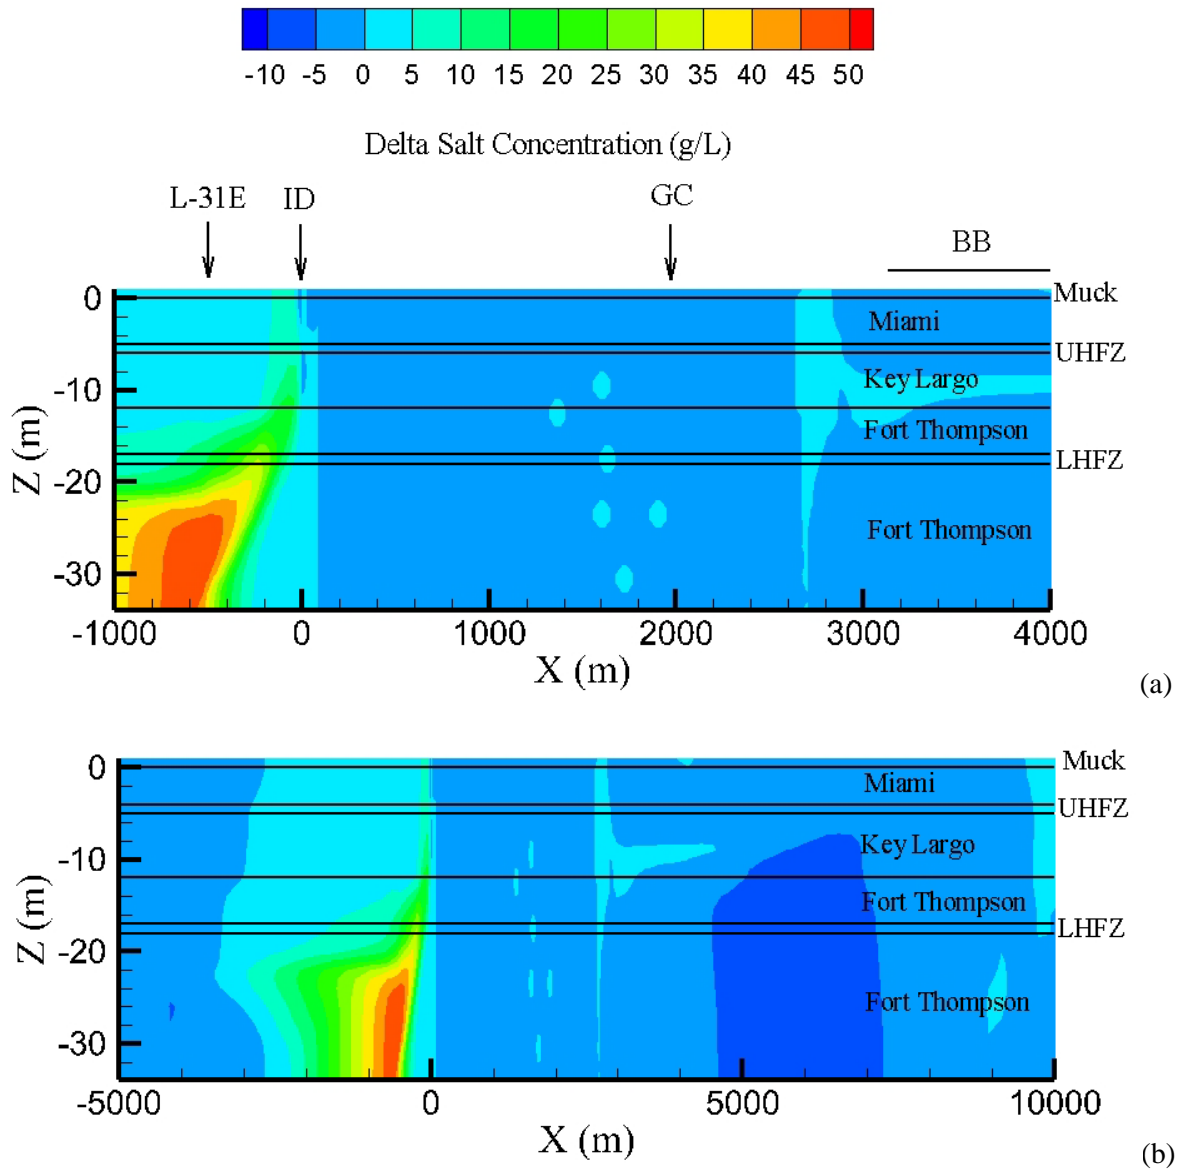 -10 -5 0 5 10 15 20 25 30 35 40 45 50
Delta Salt Concentration (g/L)
L-31E ID GC BB
Muck
Miami
UHFZ
Key Largo
Fort Thompson
LHFZ
Fort Thompson
0
-10
-20
-30
Z (m)
-1000 0 1000 2000 3000 4000
X (m)
(a)
Muck
Miami
UHFZ
Key Largo
Fort Thompson
LHFZ
Fort Thompson
0
-10
-20
-30
Z (m)
-5000 0 5000 10000
X (m)
(b)